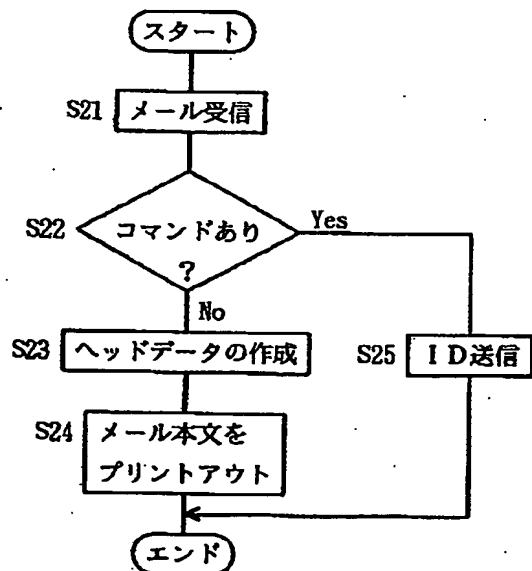 スタート
S21 メール受信
S22 コマンドあり
?
Yes
No
S23 ヘッドデータの作成
S25 ID送信
S24 メール本文を
プリントアウト
エンド